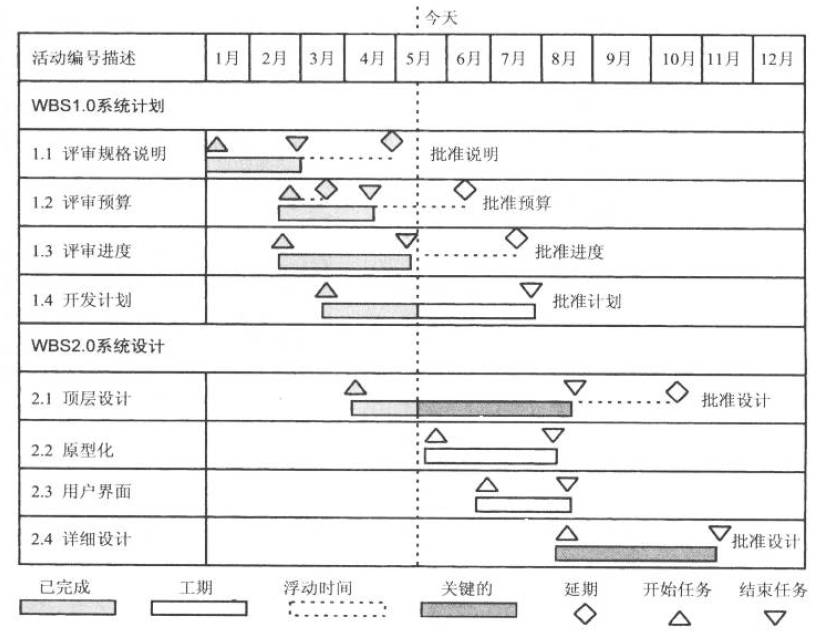 今天
活动编号描述 1月 2月 3月 4月 5月 6月 7月 8月 9月 10月 11月 12月
WBS1.0系统计划
1.1 评审规格说明 批准说明
1.2 评审预算 批准预算
1.3 评审进度 批准进度
1.4 开发计划 批准计划
WBS2.0系统设计
2.1 顶层设计 批准设计
2.2 原型化
2.3 用户界面
2.4 详细设计 批准设计
已完成 工期 浮动时间 关键的 延期 开始任务 结束任务